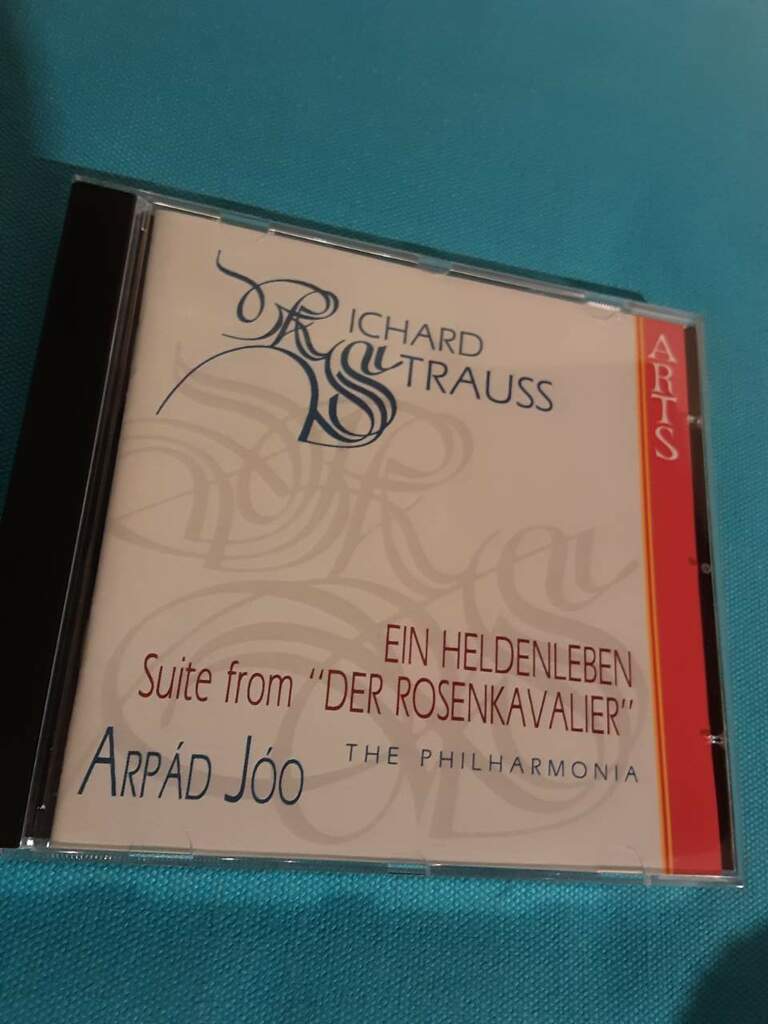 RICHARD
STRAUSS
ARTS
EIN HELDENLEBEN
Suite from "DER ROSENKAVALIER"
ARPÁD JÓO
THE PHILHARMONIA